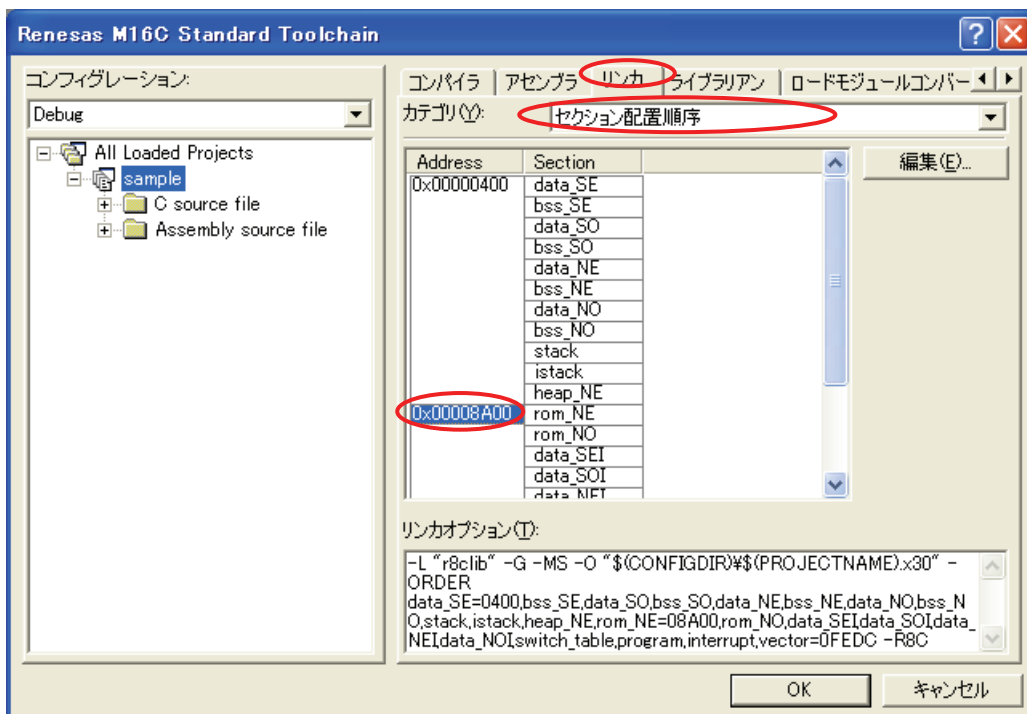 Renesas M16C Standard Toolchain
コンフィグレーション:
Debug
All Loaded Projects
sample
C source file
Assembly source file
コンパイラ アセンブラ リンカ ライブラリアン ロードモジュールコンバー
カテゴリ(Y): セクション配置順序
Address Section
編集(E)...
0x00000400 data_SE
bss_SE
data_SO
bss_SO
data_NE
bss_NE
data_NO
bss_NO
stack
istack
heap_NE
0x00008A00 rom_NE
rom_NO
data_SEI
data_SOI
data_NEI
リンカオプション(T):
-L "r8clib" -G -MS -O "$(CONFIGDIR)¥$(PROJECTNAME).x30" -
ORDER
data_SE=0400,bss_SE,data_SO,bss_SO,data_NE,bss_NE,data_NO,bss_N
O,stack,istack,heap_NE,rom_NE=08A00,rom_NO,data_SEI,data_SOI,data_
NEI,data_NOI,switch_table,program,interrupt,vector=0FEDC -R8C
OK キャンセル